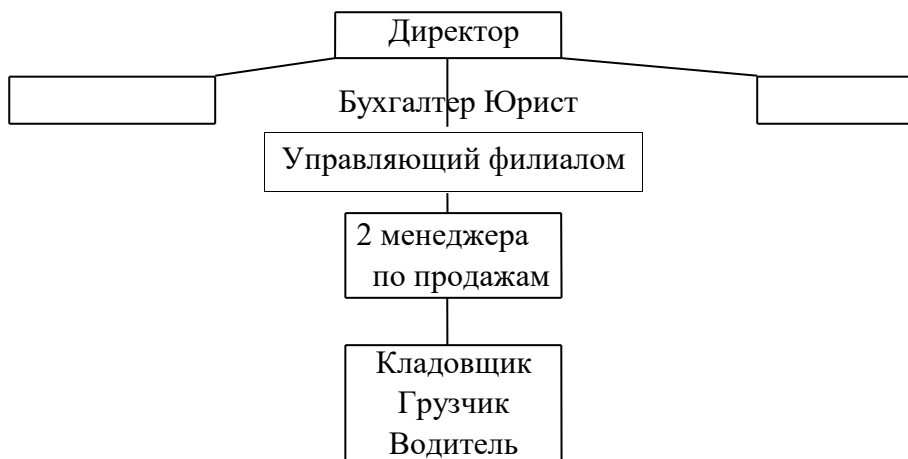 Директор
Бухгалтер Юрист
Управляющий филиалом
2 менеджера
по продажам
Кладовщик
Грузчик
Водитель